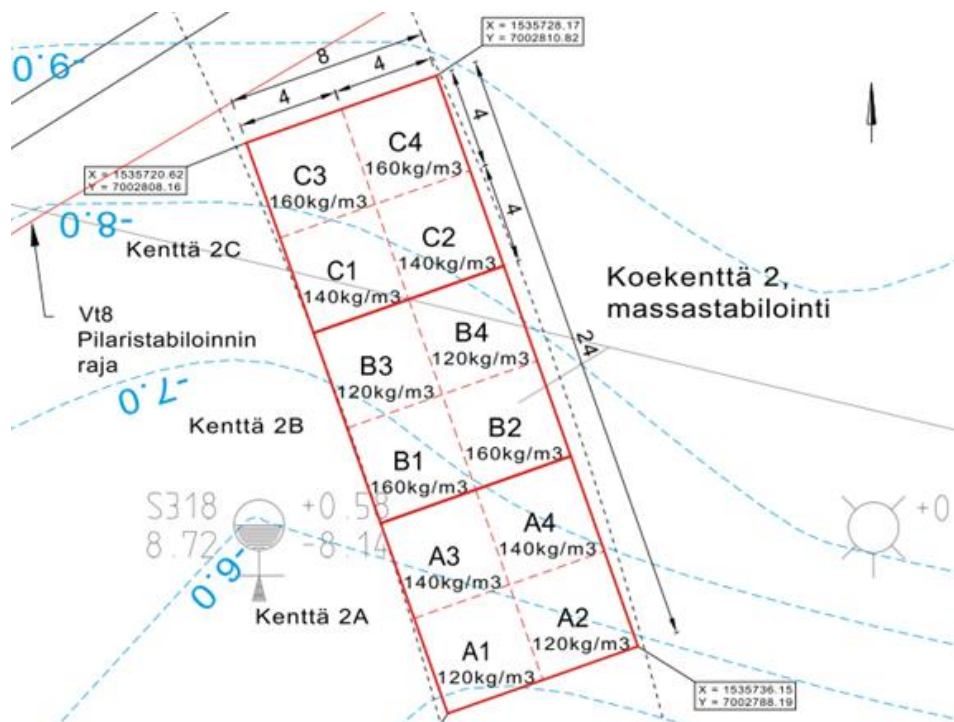 X = 1535728.17
Y = 7002810.82
-9.0
8
4
4
4
C4
160kg/m3
C3
160kg/m3
X = 1535720.62
Y = 7002808.16
-8.0
4
Kenttä 2C
C2
140kg/m3
C1
140kg/m3
Koekenttä 2,
massastabilointi
Vt8
Pilaristabiloinnin
raja
24
B4
120kg/m3
B3
120kg/m3
-7.0
Kenttä 2B
B2
160kg/m3
B1
160kg/m3
S318 +0.58
8.72 -8.14
+0
A4
140kg/m3
A3
140kg/m3
-6.0
Kenttä 2A
A2
120kg/m3
A1
120kg/m3
X = 1535736.15
Y = 7002788.19